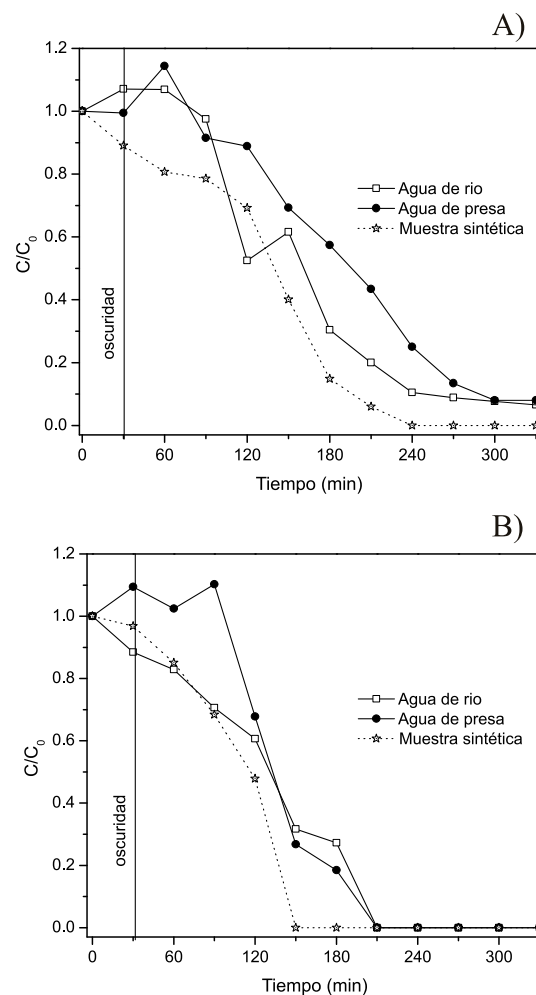 A)
1.2
1.0
0.8
0.6
0.4
0.2
0.0
C/C0
oscuridad
Agua de rio
Agua de presa
Muestra sintética
0 60 120 180 240 300
Tiempo (min)
B)
1.2
1.0
0.8
0.6
0.4
0.2
0.0
C/C0
oscuridad
Agua de rio
Agua de presa
Muestra sintética
0 60 120 180 240 300
Tiempo (min)